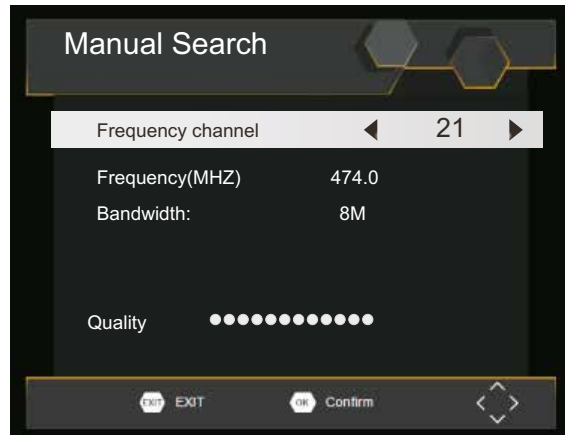 Manual Search
Frequency channel 21
Frequency(MHZ) 474.0
Bandwidth: 8M
Quality
EXIT EXIT OK Confirm